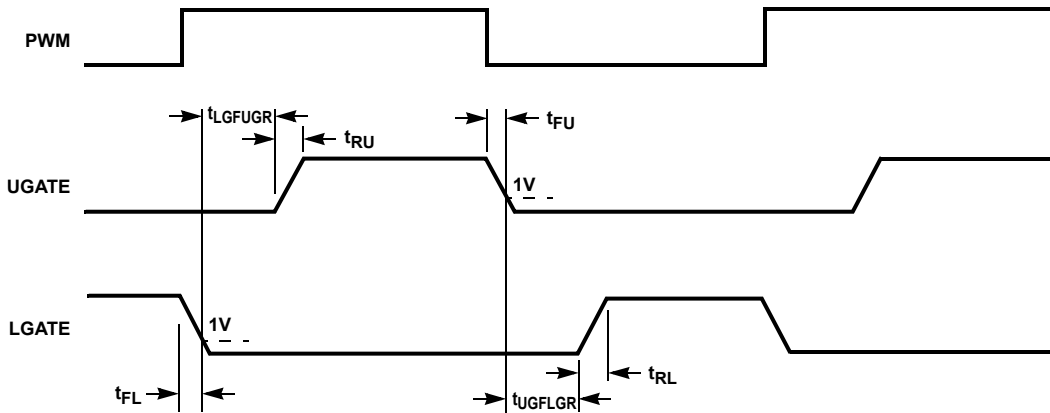 PWM
tLGFUGR
tRU
tFU
UGATE
1V
LGATE
1V
tFL
tRL
tUGFLGR